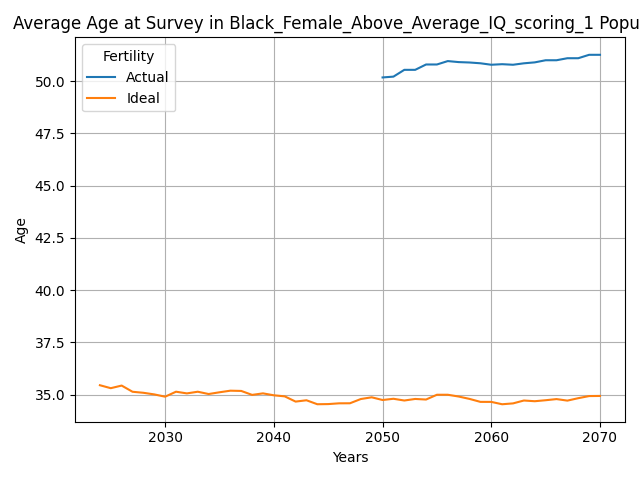 Average Age at Survey in Black_Female_Above_Average_IQ_scoring_1 Popu
Fertility
Actual
Ideal
50.0
47.5
45.0
42.5
40.0
37.5
35.0
Age
2030 2040 2050 2060 2070
Years